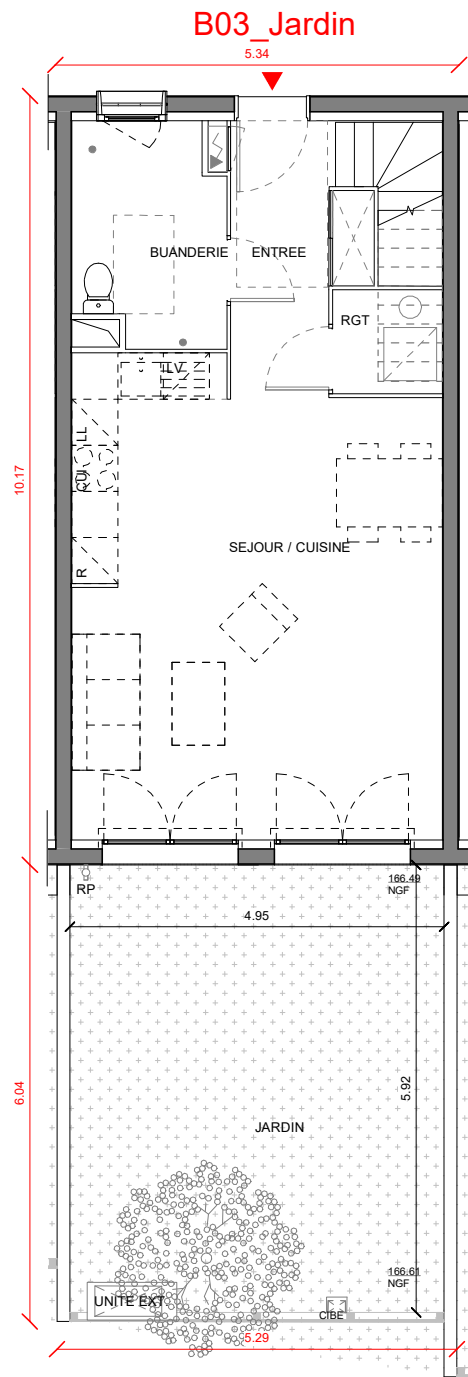 B03_Jardin
5.34
BUANDERIE
ENTREE
RGT
LV
LL
CUI
10.17
SEJOUR / CUISINE
R
RP
166.49
NGF
4.95
6.04
5.92
JARDIN
166.61
NGF
UNITE EXT
CIBE
5.29